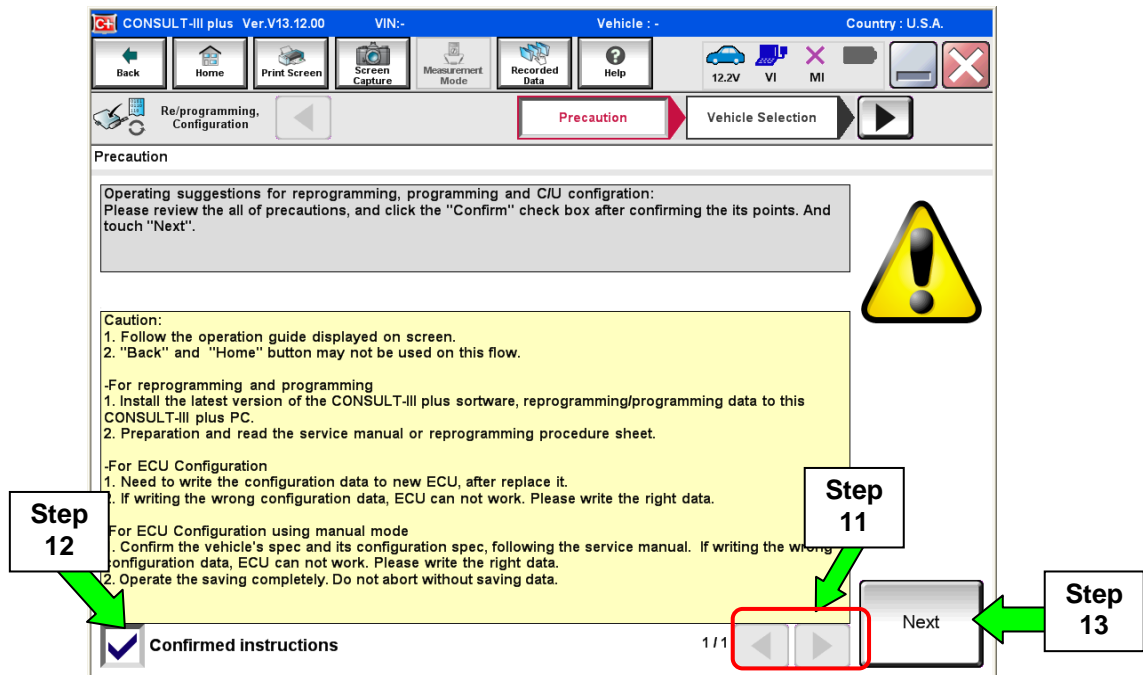 C+ CONSULT-III plus Ver.V13.12.00 VIN:- Vehicle : - Country : U.S.A.
Back Home Print Screen Screen Capture Measurement Mode Recorded Data Help 12.2V VI MI
Re/programming, Configuration Precaution Vehicle Selection
Precaution
Operating suggestions for reprogramming, programming and C/U configration:
Please review the all of precautions, and click the "Confirm" check box after confirming the its points. And
touch "Next".
Caution:
1. Follow the operation guide displayed on screen.
2. "Back" and "Home" button may not be used on this flow.
-For reprogramming and programming
1. Install the latest version of the CONSULT-III plus sortware, reprogramming/programming data to this
CONSULT-III plus PC.
2. Preparation and read the service manual or reprogramming procedure sheet.
-For ECU Configuration
1. Need to write the configuration data to new ECU, after replace it.
. If writing the wrong configuration data, ECU can not work. Please write the right data.
For ECU Configuration using manual mode
. Confirm the vehicle's spec and its configuration spec, following the service manual. If writing the wrong
configuration data, ECU can not work. Please write the right data.
2. Operate the saving completely. Do not abort without saving data.
Step
11
Step
12
Step
13
Confirmed instructions
1/1
Next